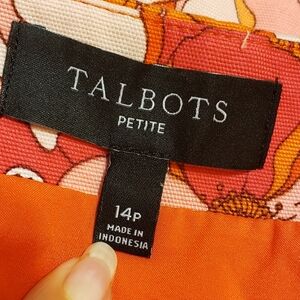 TALBOTS
PETITE
14P
MADE IN
INDONESIA